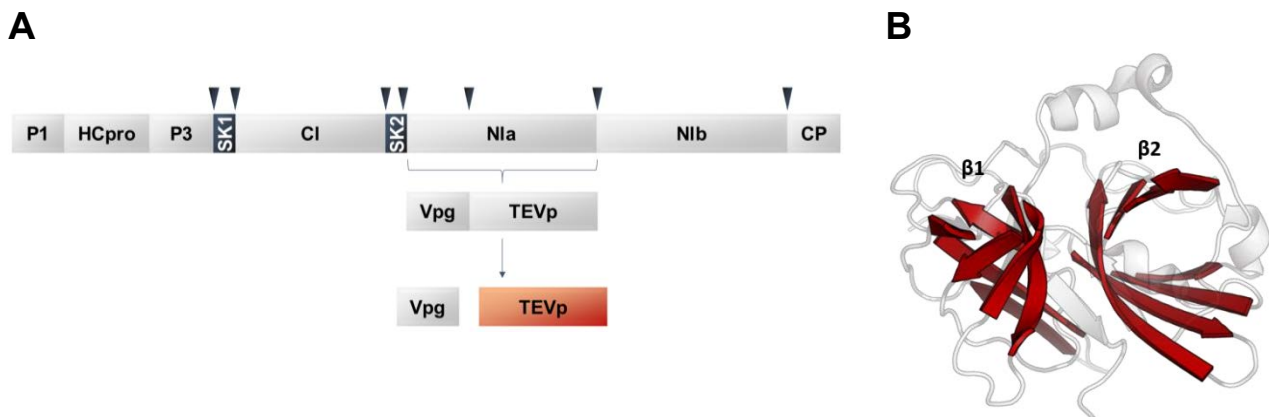 A
B
P1 HCpro P3 SK1 CI SK2 NIa NIb CP
Vpg TEVp
Vpg TEVp
β1
β2